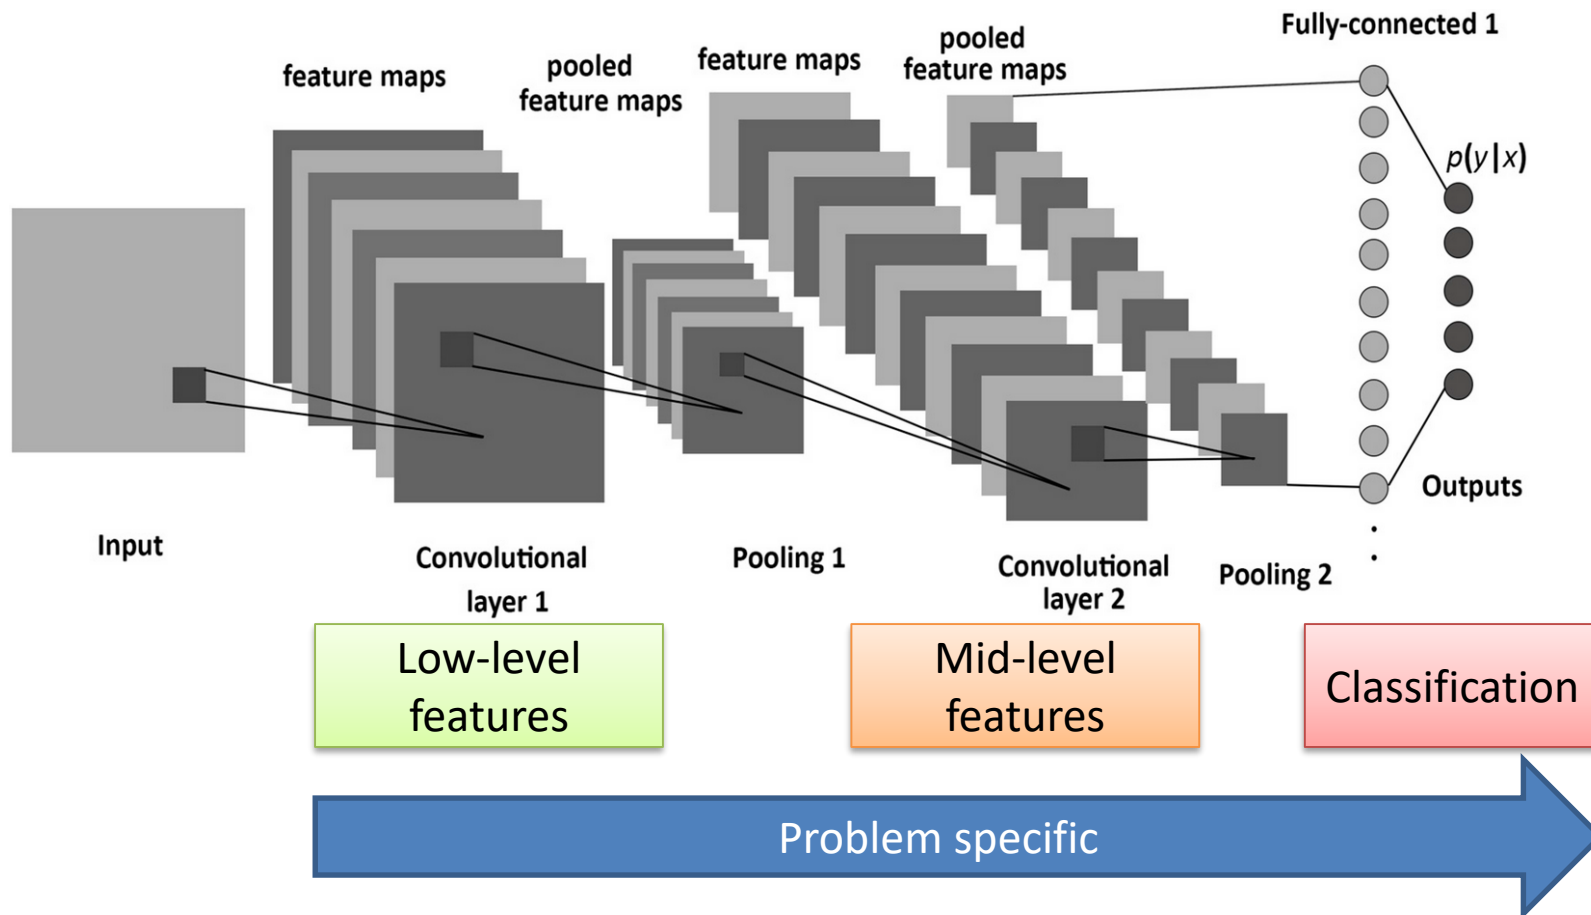 Fully-connected 1
feature maps
pooled
feature maps
feature maps
pooled
feature maps
p(y|x)
Outputs
Input
Convolutional
layer 1
Pooling 1
Convolutional
layer 2
Pooling 2
Low-level
features
Mid-level
features
Classification
Problem specific